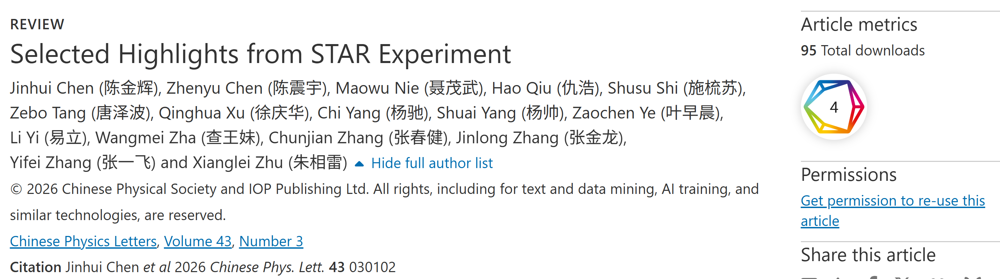 REVIEW
Selected Highlights from STAR Experiment
Jinhui Chen (陈金辉), Zhenyu Chen (陈震宇), Maowu Nie (聂茂武), Hao Qiu (仇浩), Shusu Shi (施梳苏),
Zebo Tang (唐泽波), Qinghua Xu (徐庆华), Chi Yang (杨驰), Shuai Yang (杨帅), Zaochen Ye (叶早晨),
Li Yi (易立), Wangmei Zha (查王妹), Chunjian Zhang (张春健), Jinlong Zhang (张金龙),
Yifei Zhang (张一飞) and Xianglei Zhu (朱相雷) Hide full author list
© 2026 Chinese Physical Society and IOP Publishing Ltd. All rights, including for text and data mining, AI training, and
similar technologies, are reserved.
Chinese Physics Letters, Volume 43, Number 3
Citation Jinhui Chen et al 2026 Chinese Phys. Lett. 43 030102
Article metrics
95 Total downloads
4
Permissions
Get permission to re-use this
article
Share this article